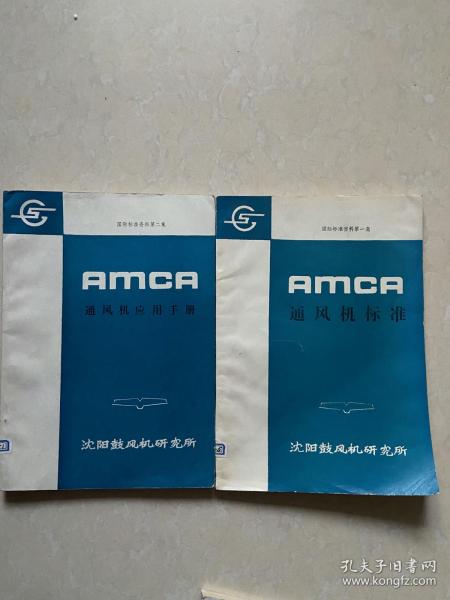 国际标准资料第二集
AMCA
通风机应用手册
沈阳鼓风机研究所
国际标准资料第一集
AMCA
通风机标准
沈阳鼓风机研究所
孔夫子旧书网
www.kongfz.com